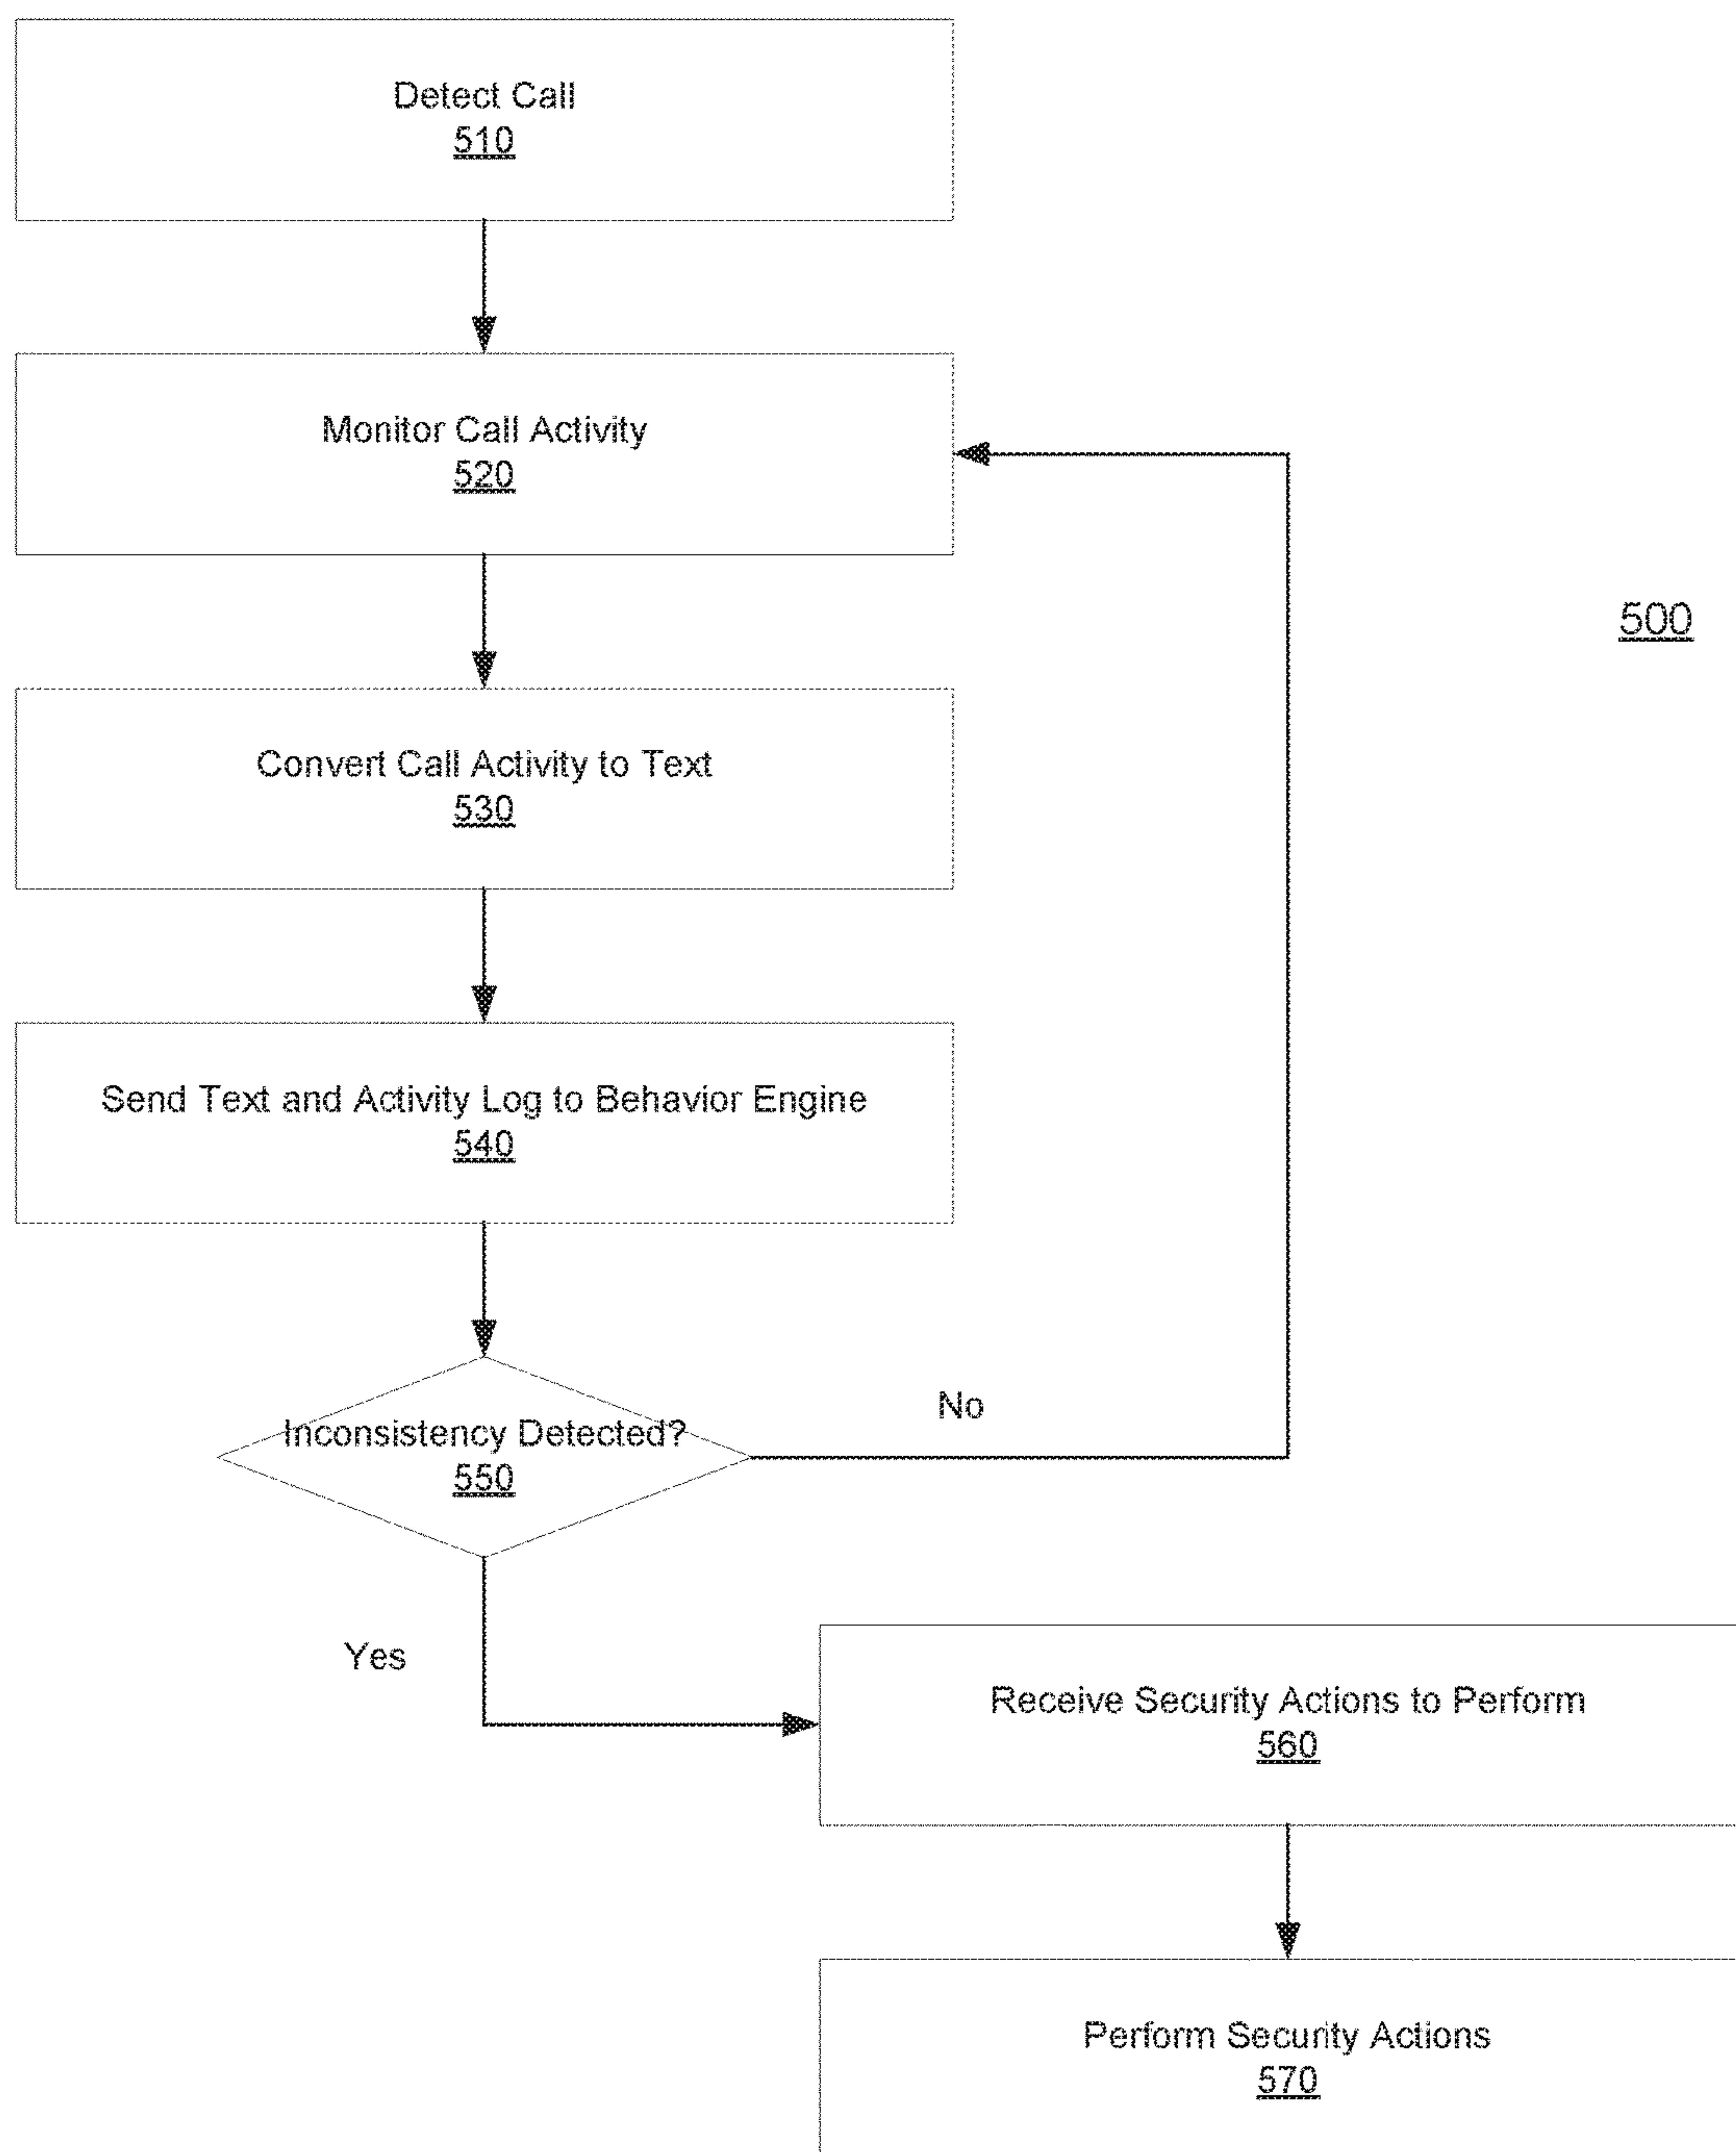 Detect Call
510
Monitor Call Activity
520
500
Convert Call Activity to Text
530
Send Text and Activity Log to Behavior Engine
540
Inconsistency Detected?
550
No
Yes
Receive Security Actions to Perform
560
Perform Security Actions
570